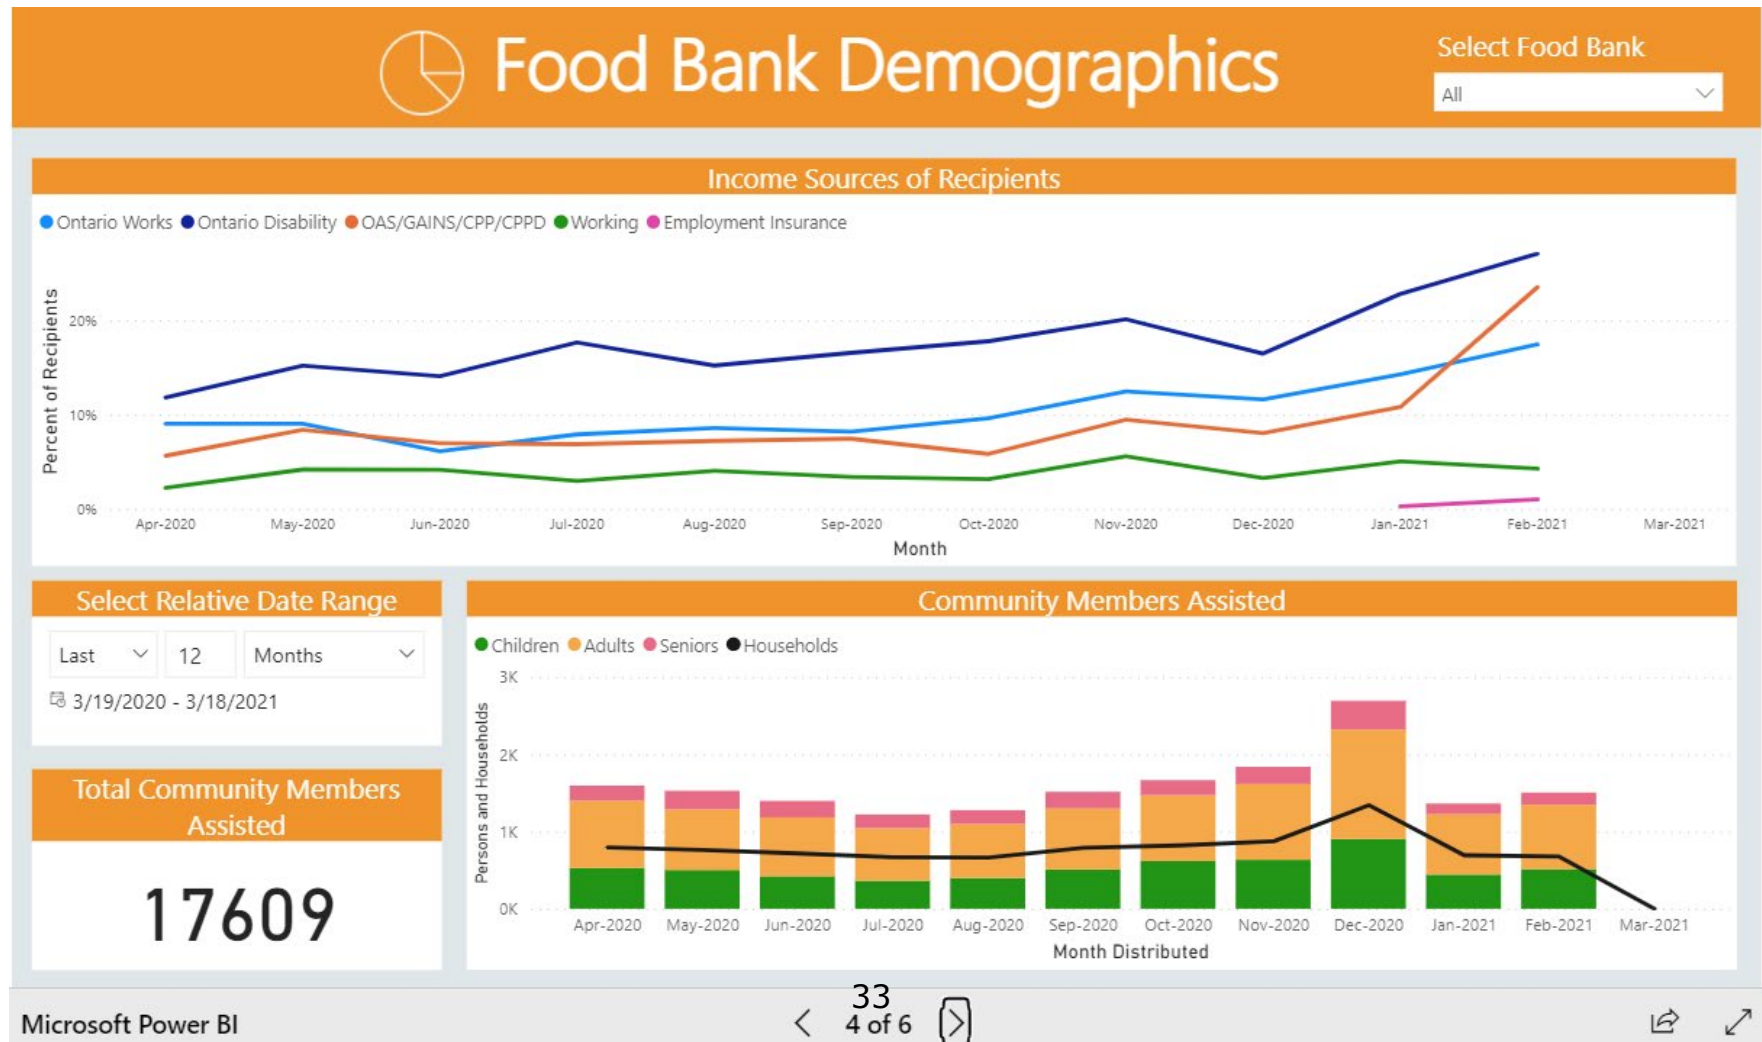 Food Bank Demographics
Select Food Bank
All
Income Sources of Recipients
Ontario Works Ontario Disability OAS/GAINS/CPP/CPPD Working Employment Insurance
Percent of Recipients
20%
10%
0%
Apr-2020 May-2020 Jun-2020 Jul-2020 Aug-2020 Sep-2020 Oct-2020 Nov-2020 Dec-2020 Jan-2021 Feb-2021 Mar-2021
Month
Select Relative Date Range
Last 12 Months
3/19/2020 - 3/18/2021
Total Community Members
Assisted
17609
Community Members Assisted
Children Adults Seniors Households
Persons and Households
3K
2K
1K
0K
Apr-2020 May-2020 Jun-2020 Jul-2020 Aug-2020 Sep-2020 Oct-2020 Nov-2020 Dec-2020 Jan-2021 Feb-2021 Mar-2021
Month Distributed
33
Microsoft Power BI
4 of 6